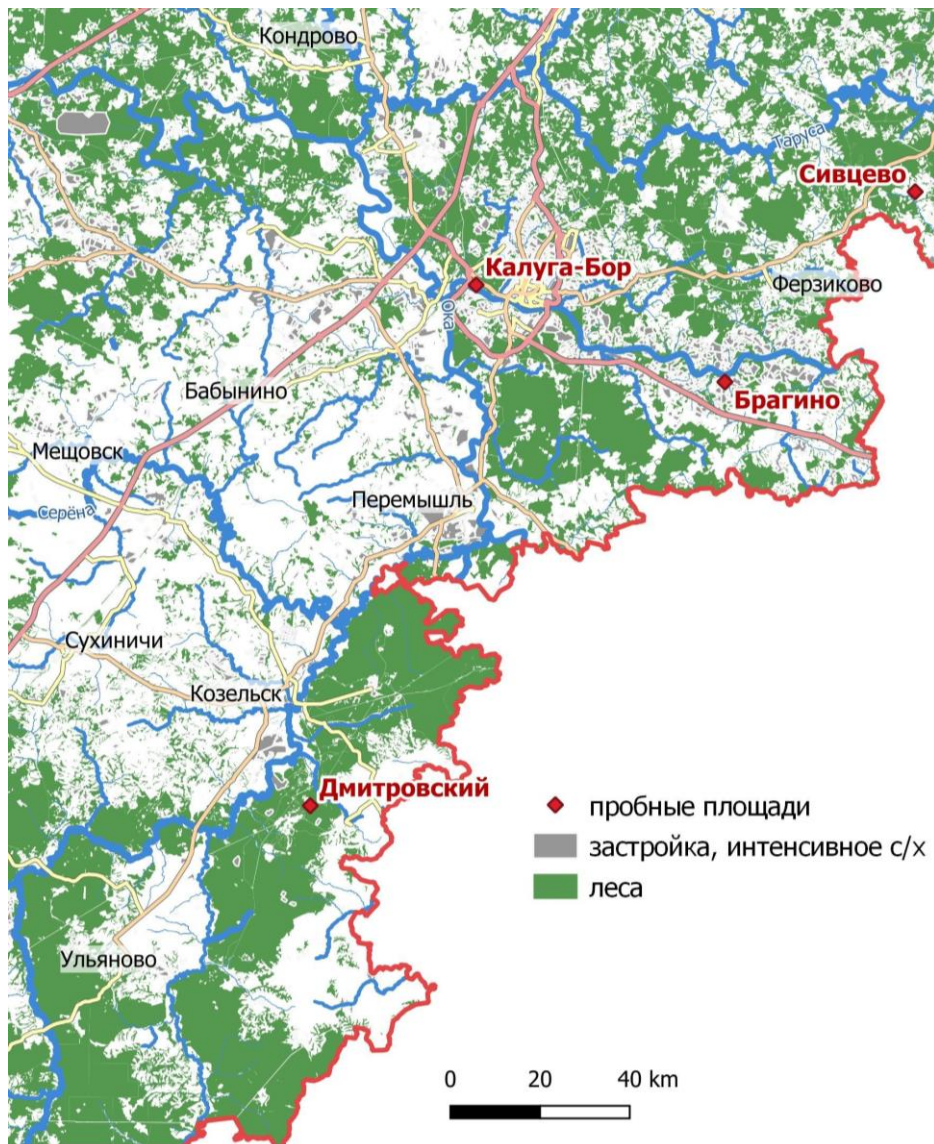 Кондрово
Таруса
Сивцево
Калуга-Бор
Ферзиково
Ока
Бабынино
Брагино
Мещовск
Перемышль
Серёна
Сухиничи
Козельск
Дмитровский
пробные площади
застройка, интенсивное с/х
леса
Ульяново
0 20 40 km